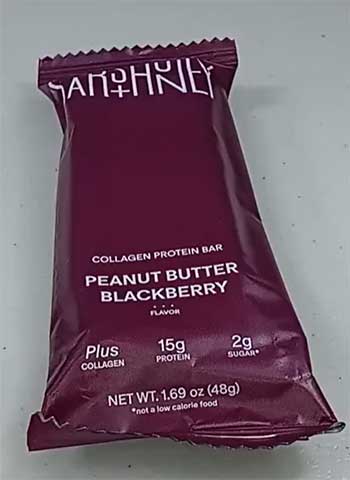 COLLAGEN PROTEIN BAR
PEANUT BUTTER
BLACKBERRY
FLAVOR
Plus 15g 2g
COLLAGEN PROTEIN SUGAR*
NET WT. 1.69 oz (48g)
*not a low calorie food